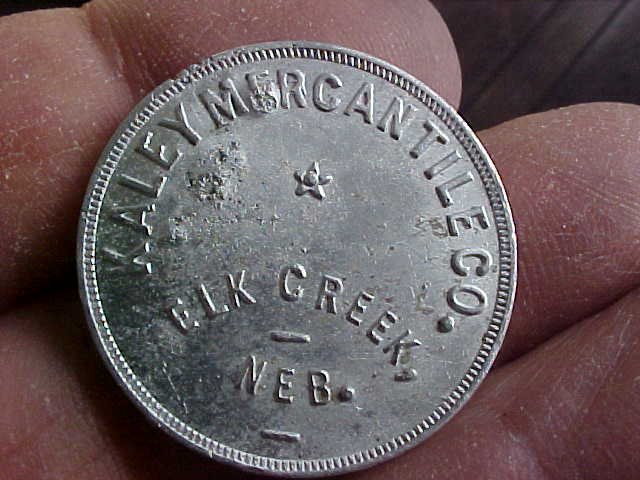 KALEY MERCANTILE CO.
ELK CREEK,
NEB.